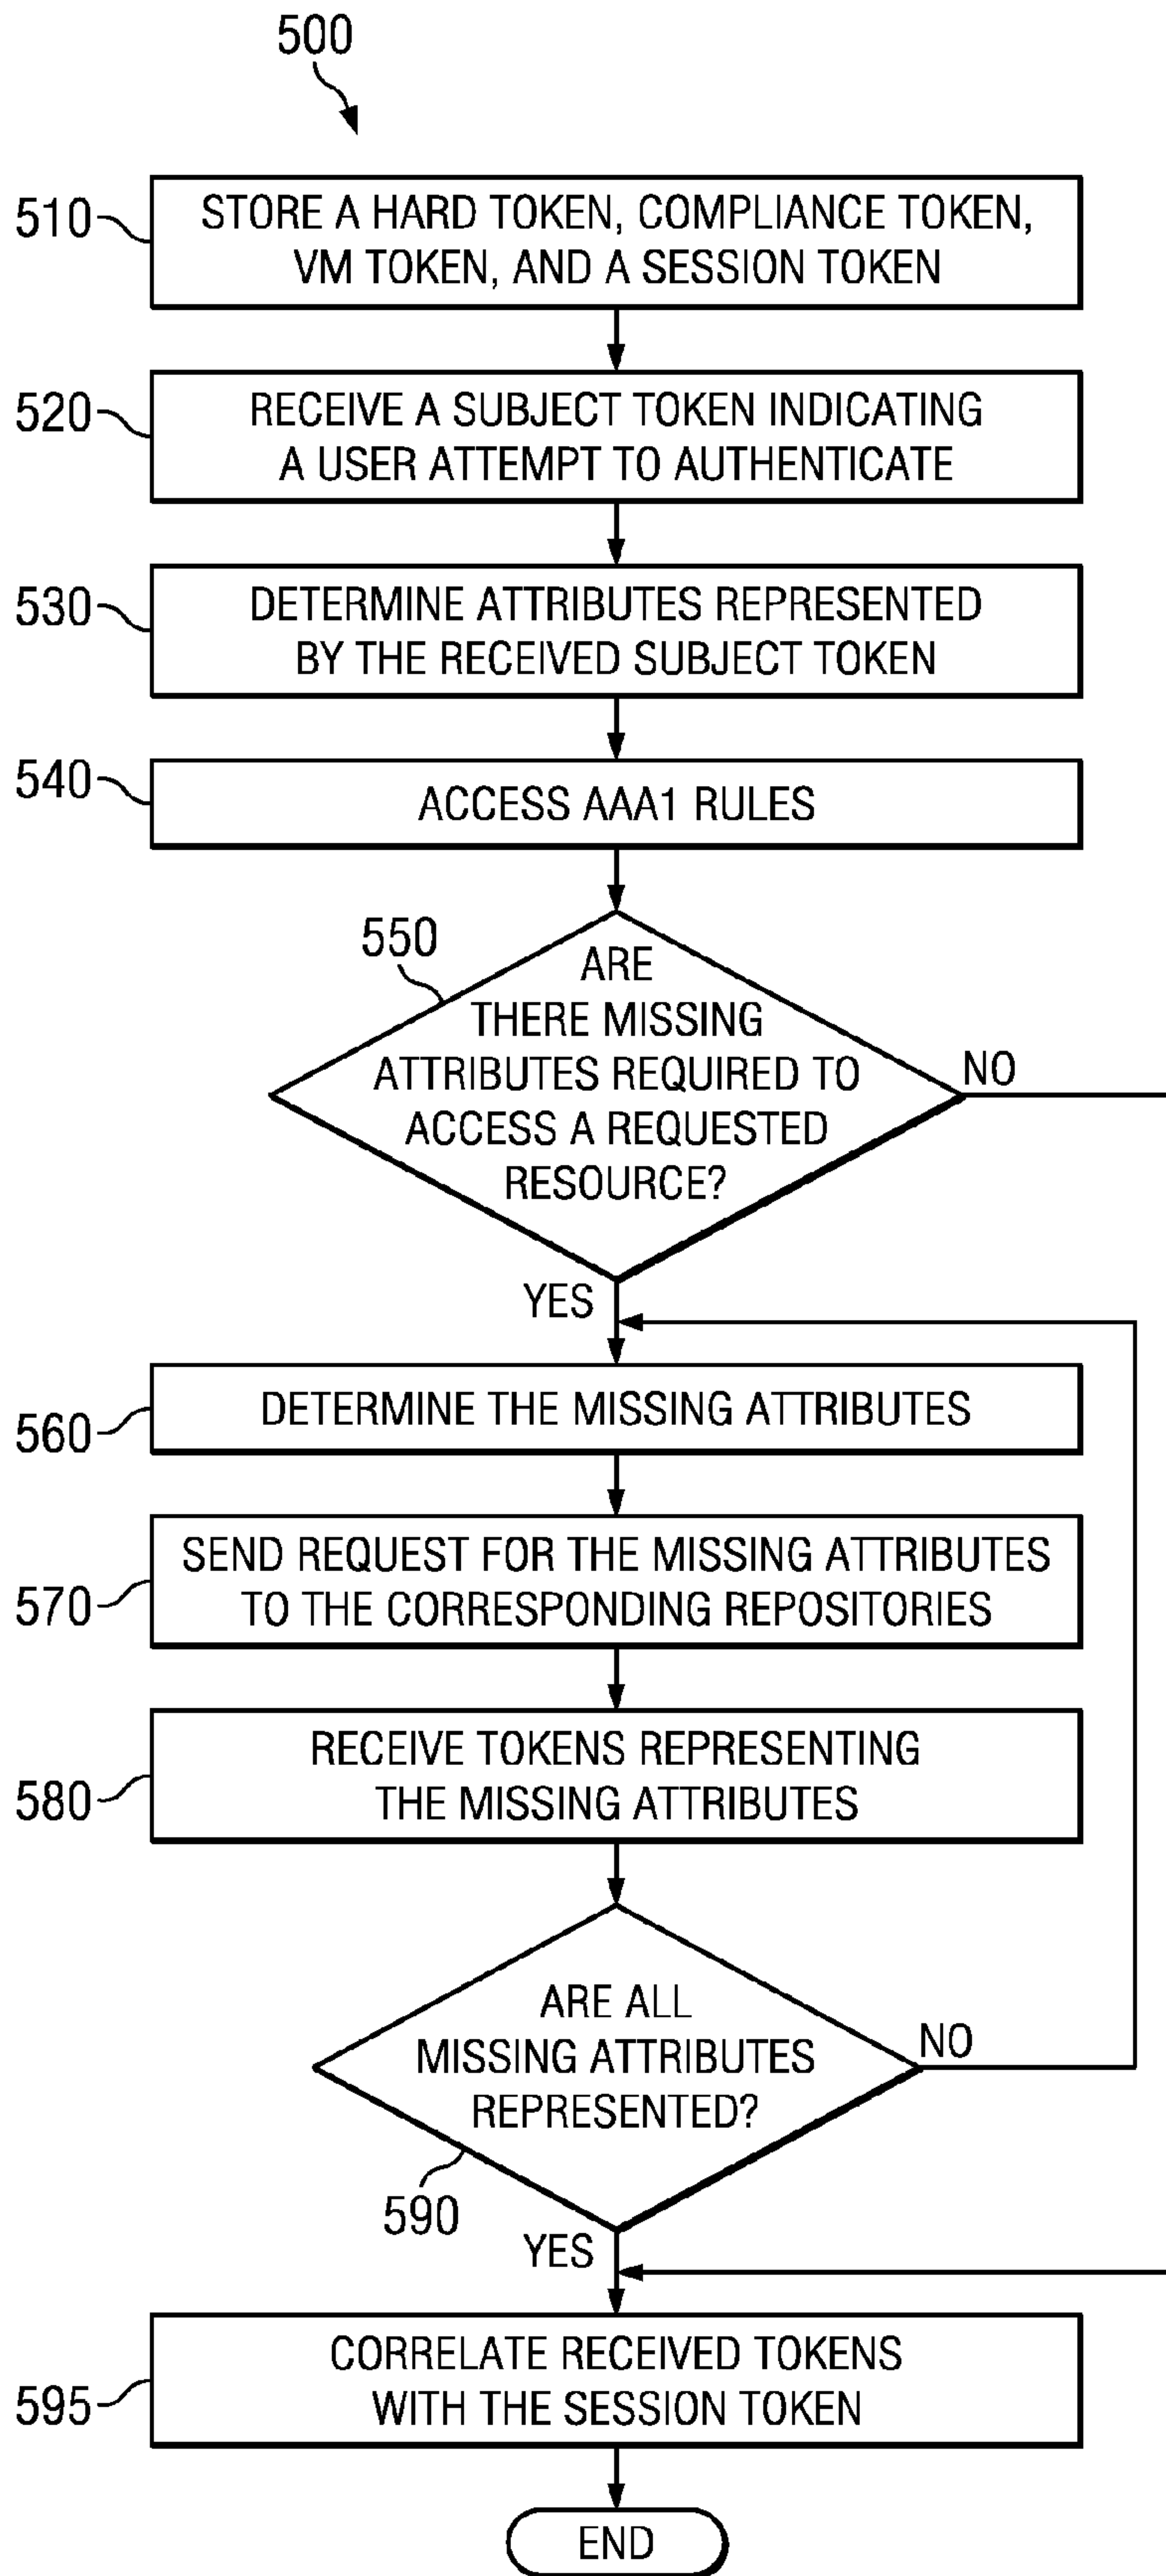 500
510
STORE A HARD TOKEN, COMPLIANCE TOKEN,
VM TOKEN, AND A SESSION TOKEN
520
RECEIVE A SUBJECT TOKEN INDICATING
A USER ATTEMPT TO AUTHENTICATE
530
DETERMINE ATTRIBUTES REPRESENTED
BY THE RECEIVED SUBJECT TOKEN
540
ACCESS AAA1 RULES
550
ARE
THERE MISSING
ATTRIBUTES REQUIRED TO
ACCESS A REQUESTED
RESOURCE?
NO
YES
560
DETERMINE THE MISSING ATTRIBUTES
570
SEND REQUEST FOR THE MISSING ATTRIBUTES
TO THE CORRESPONDING REPOSITORIES
580
RECEIVE TOKENS REPRESENTING
THE MISSING ATTRIBUTES
ARE ALL
MISSING ATTRIBUTES
REPRESENTED?
NO
590
YES
595
CORRELATE RECEIVED TOKENS
WITH THE SESSION TOKEN
END